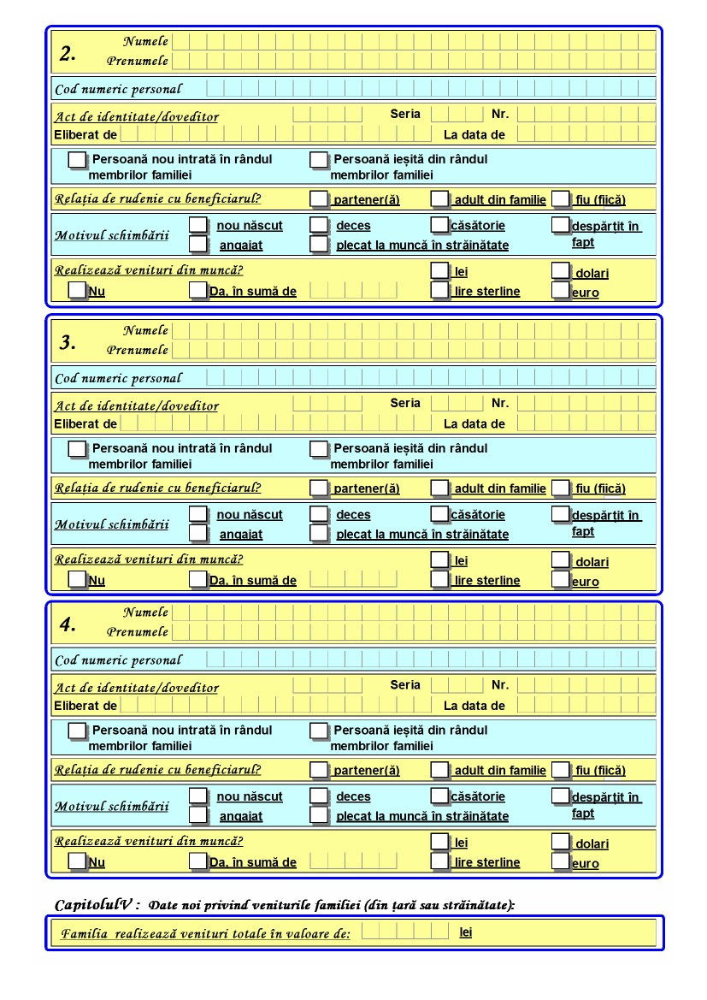 2. Numele
Prenumele
Cod numeric personal
Act de identitate/doveditor Seria Nr.
Eliberat de La data de
Persoană nou intrată în rândul Persoană ieșită din rândul
membrilor familiei membrilor familiei
Relația de rudenie cu beneficiarul? partener(ă) adult din familie fiu (fiică)
Motivul schimbării nou născut deces căsătorie despărțit în
angajat plecat la muncă în străinătate fapt
Realizează venituri din muncă? lei dolari
Nu Da, în sumă de lire sterline euro
3. Numele
Prenumele
Cod numeric personal
Act de identitate/doveditor Seria Nr.
Eliberat de La data de
Persoană nou intrată în rândul Persoană ieșită din rândul
membrilor familiei membrilor familiei
Relația de rudenie cu beneficiarul? partener(ă) adult din familie fiu (fiică)
Motivul schimbării nou născut deces căsătorie despărțit în
angajat plecat la muncă în străinătate fapt
Realizează venituri din muncă? lei dolari
Nu Da, în sumă de lire sterline euro
4. Numele
Prenumele
Cod numeric personal
Act de identitate/doveditor Seria Nr.
Eliberat de La data de
Persoană nou intrată în rândul Persoană ieșită din rândul
membrilor familiei membrilor familiei
Relația de rudenie cu beneficiarul? partener(ă) adult din familie fiu (fiică)
Motivul schimbării nou născut deces căsătorie despărțit în
angajat plecat la muncă în străinătate fapt
Realizează venituri din muncă? lei dolari
Nu Da, în sumă de lire sterline euro
CapitolulV : Date noi privind veniturile familiei (din țară sau străinătate):
Familia realizează venituri totale în valoare de: lei